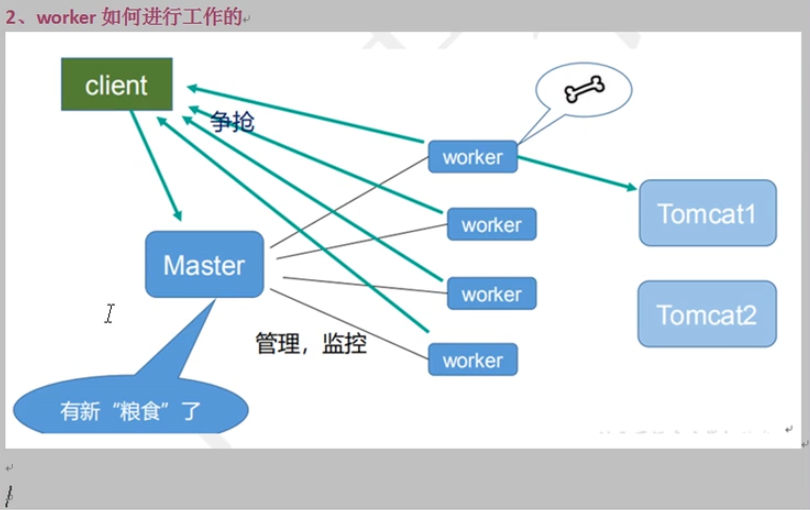 2、worker 如何进行工作的
client
争抢
worker
Tomcat1
worker
Master
worker
Tomcat2
管理，监控
worker
有新“粮食”了